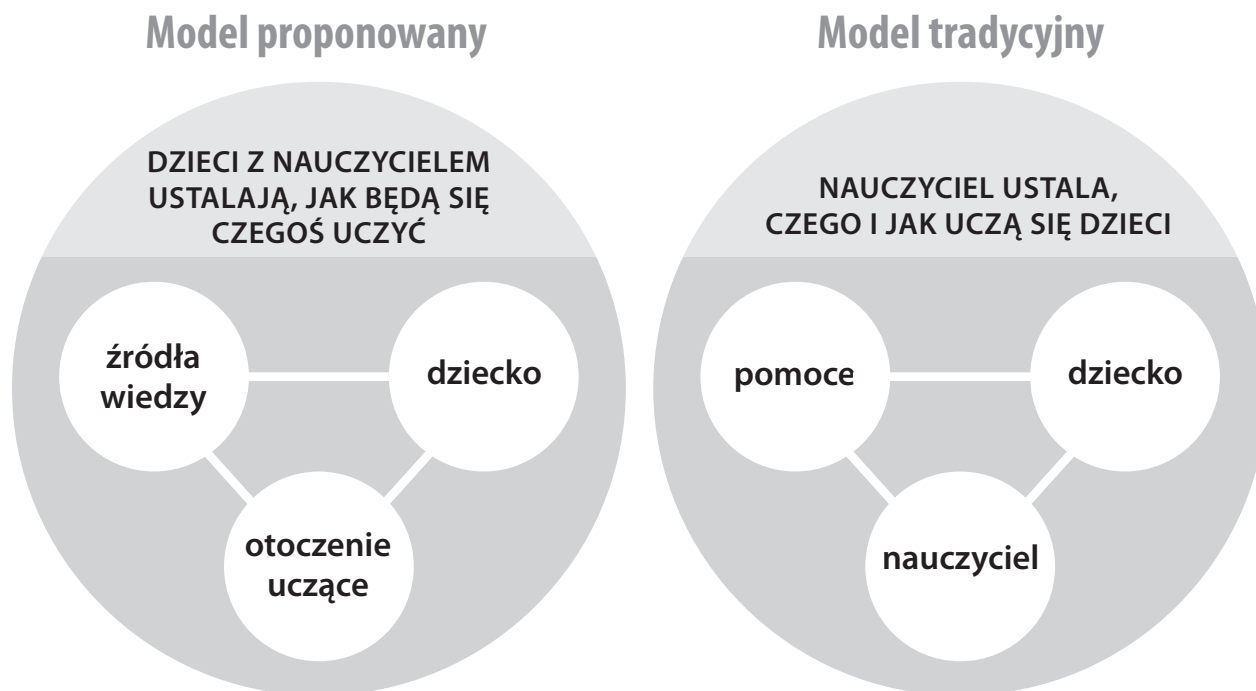 Model proponowany
DZIECI Z NAUCZYCIELEM
USTALAJĄ, JAK BĘDĄ SIĘ
CZEGOŚ UCZYĆ
źródła
wiedzy
dziecko
otoczenie
uczące
Model tradycyjny
NAUCZYCIEL USTALA,
CZEGO I JAK UCZĄ SIĘ DZIECI
pomoce
dziecko
nauczyciel